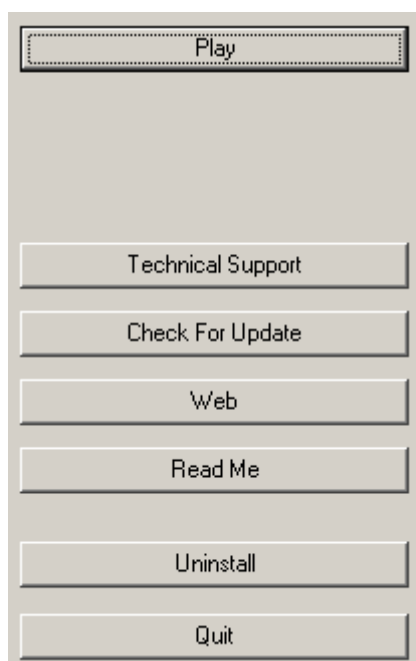 Play
Technical Support
Check For Update
Web
Read Me
Uninstall
Quit